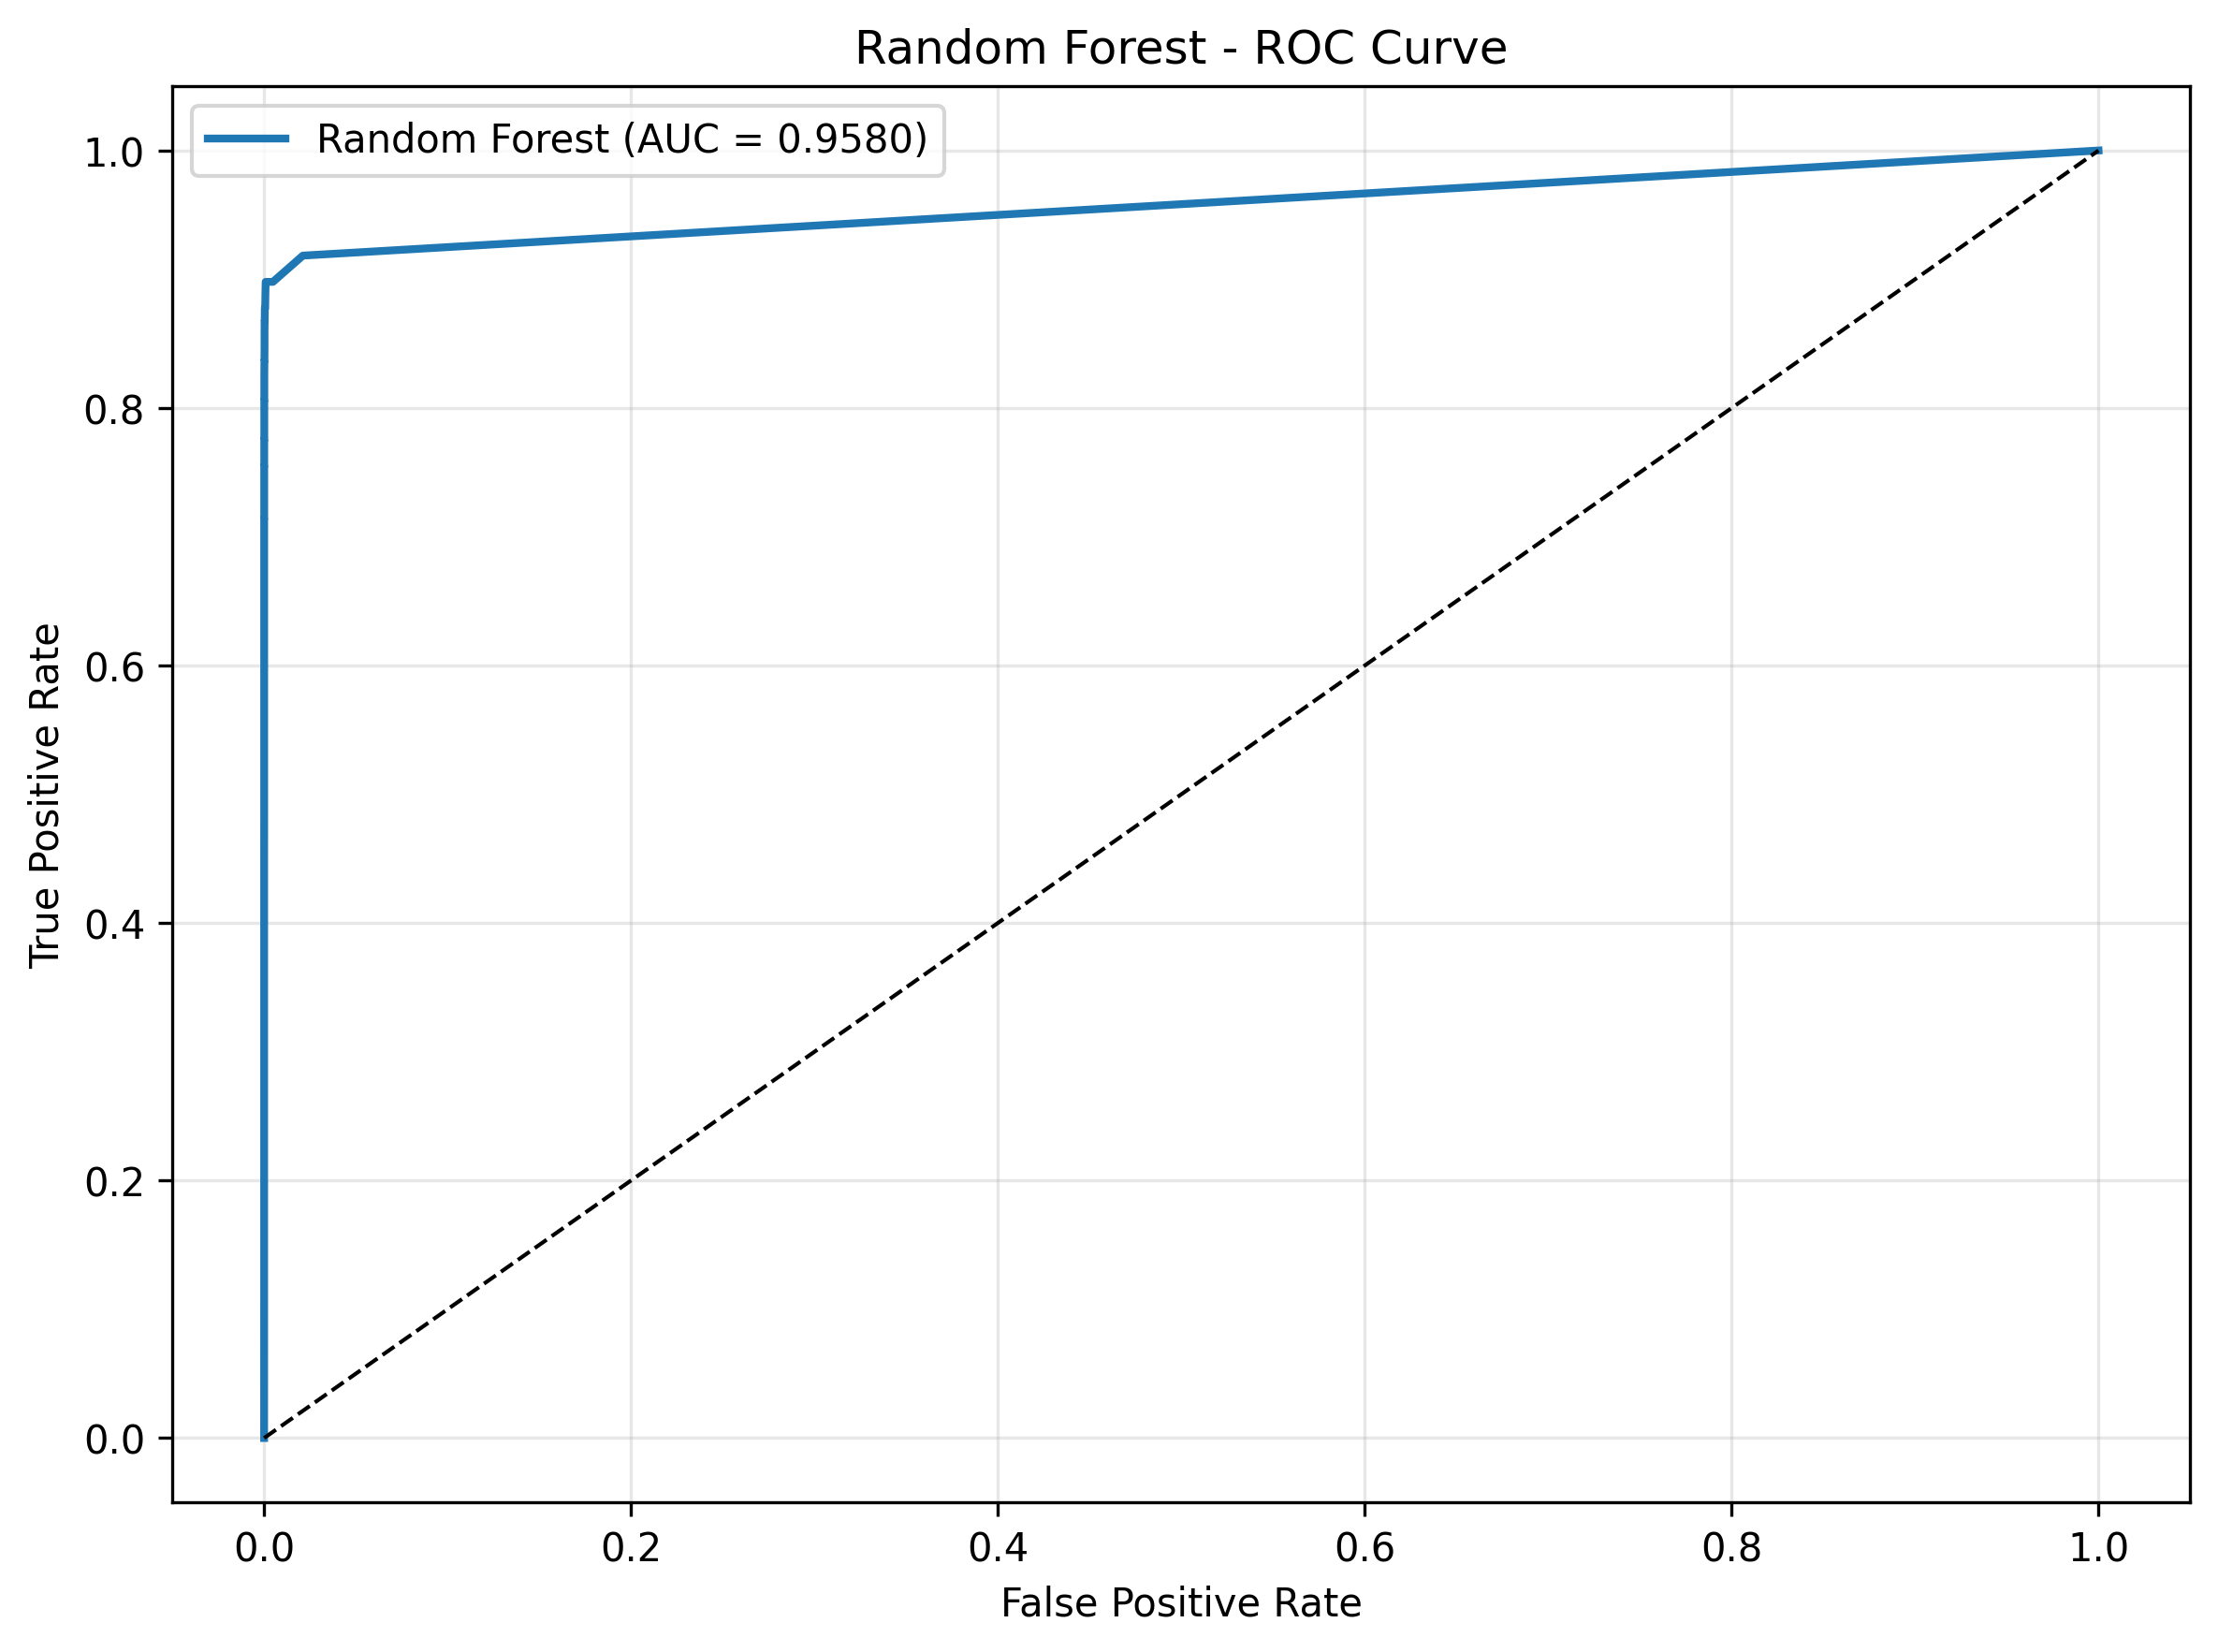 Random Forest - ROC Curve
Random Forest (AUC = 0.9580)
1.0
0.8
0.6
0.4
0.2
0.0
True Positive Rate
0.0 0.2 0.4 0.6 0.8 1.0
False Positive Rate